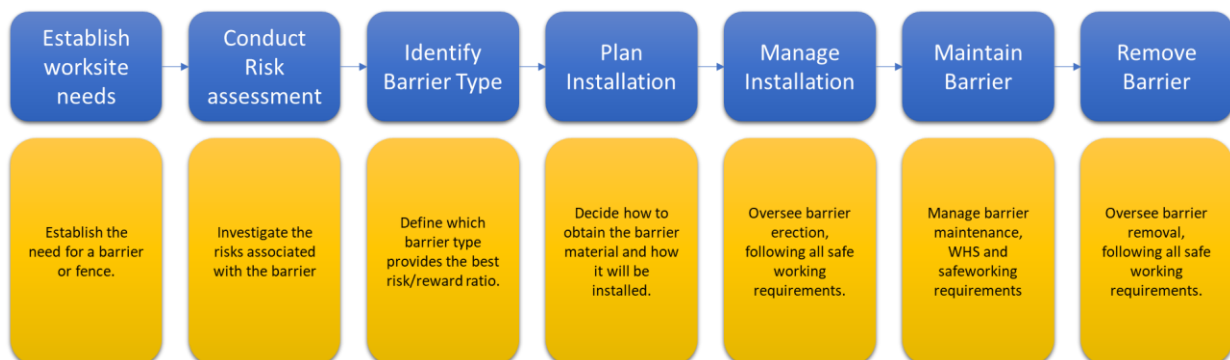 Establish
worksite
needs
Conduct
Risk
assessment
Identify
Barrier Type
Plan
Installation
Manage
Installation
Maintain
Barrier
Remove
Barrier
Establish the
need for a barrier
or fence.
Investigate the
risks associated
with the barrier
Define which
barrier type
provides the best
risk/reward ratio.
Decide how to
obtain the barrier
material and how
it will be
installed.
Oversee barrier
erection,
following all safe
working
requirements.
Manage barrier
maintenance,
WHS and
safeworking
requirements
Oversee barrier
removal,
following all safe
working
requirements.